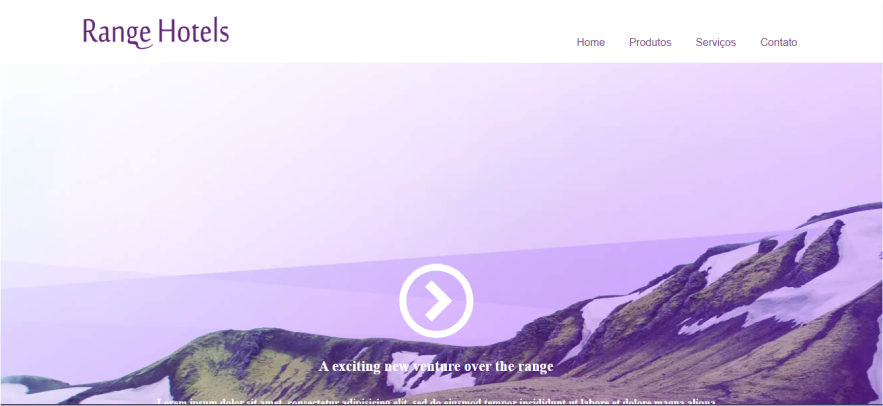 Range Hotels
Home Produtos Serviços Contato
A exciting new venture over the range
Lorem ipsum dolor sit amet, consectetur adipisicing elit, sed do eiusmod tempor incididunt ut labore et dolore magna aliqua